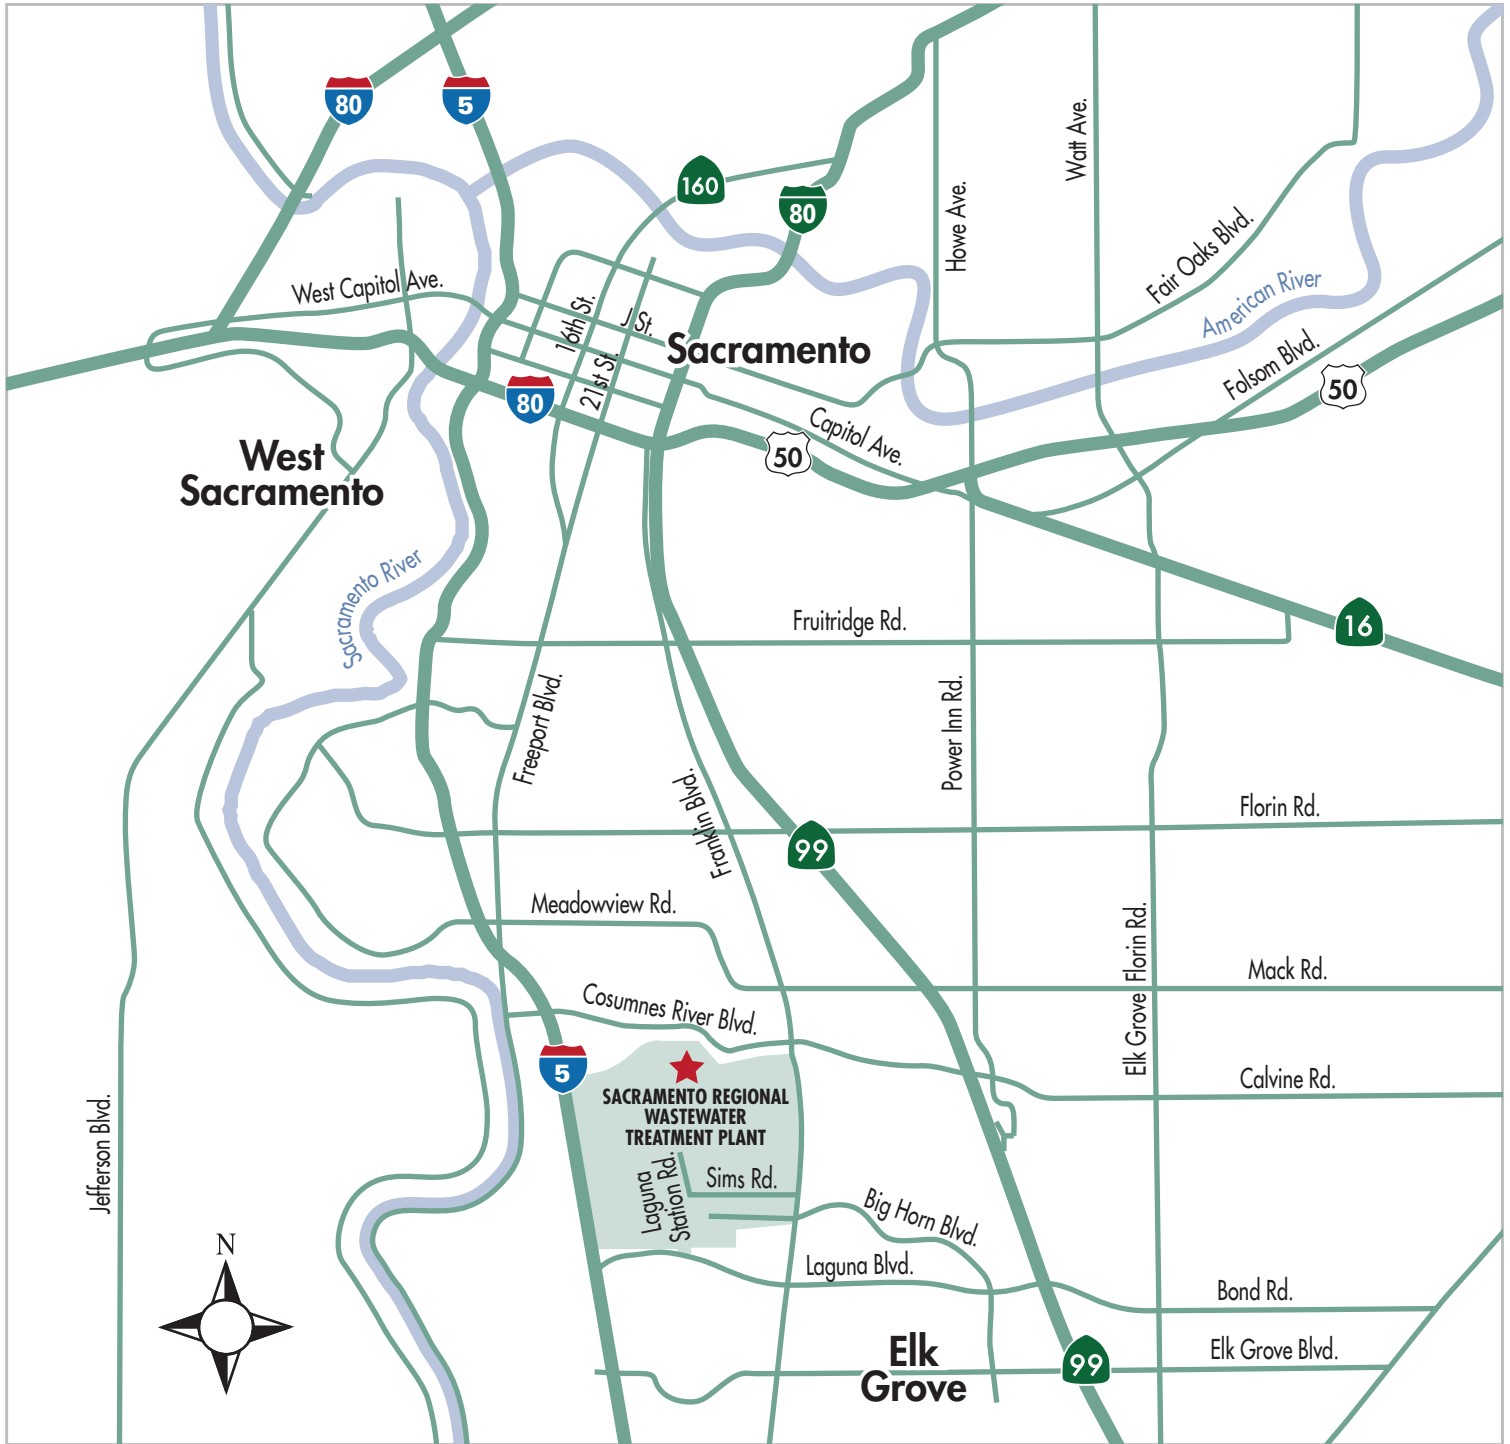 80
5
160
80
Watt Ave.
Howe Ave.
Fair Oaks Blvd.
American River
West Capitol Ave.
16th St.
J St.
Sacramento
21st St.
Folsom Blvd.
50
80
Capitol Ave.
50
West
Sacramento
Sacramento River
Fruitridge Rd.
16
Freeport Blvd.
Power Inn Rd.
Franklin Blvd.
Florin Rd.
99
Meadowview Rd.
Elk Grove Florin Rd.
Mack Rd.
Cosumnes River Blvd.
5
Calvine Rd.
SACRAMENTO REGIONAL
WASTEWATER
TREATMENT PLANT
Jefferson Blvd.
Laguna
Station Rd.
Sims Rd.
Big Horn Blvd.
N
Laguna Blvd.
Bond Rd.
Elk
Grove
99
Elk Grove Blvd.